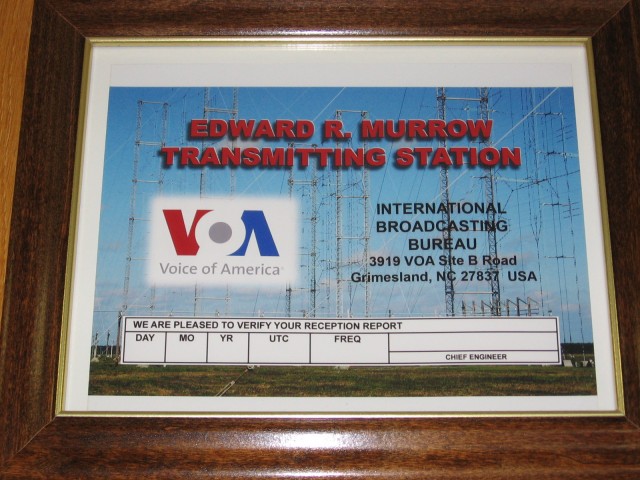 EDWARD R. MURROW
TRANSMITTING STATION
VOA
Voice of America
INTERNATIONAL
BROADCASTING
BUREAU
3919 VOA Site B Road
Grimesland, NC 27837 USA
WE ARE PLEASED TO VERIFY YOUR RECEPTION REPORT
DAY MO YR UTC FREQ
CHIEF ENGINEER